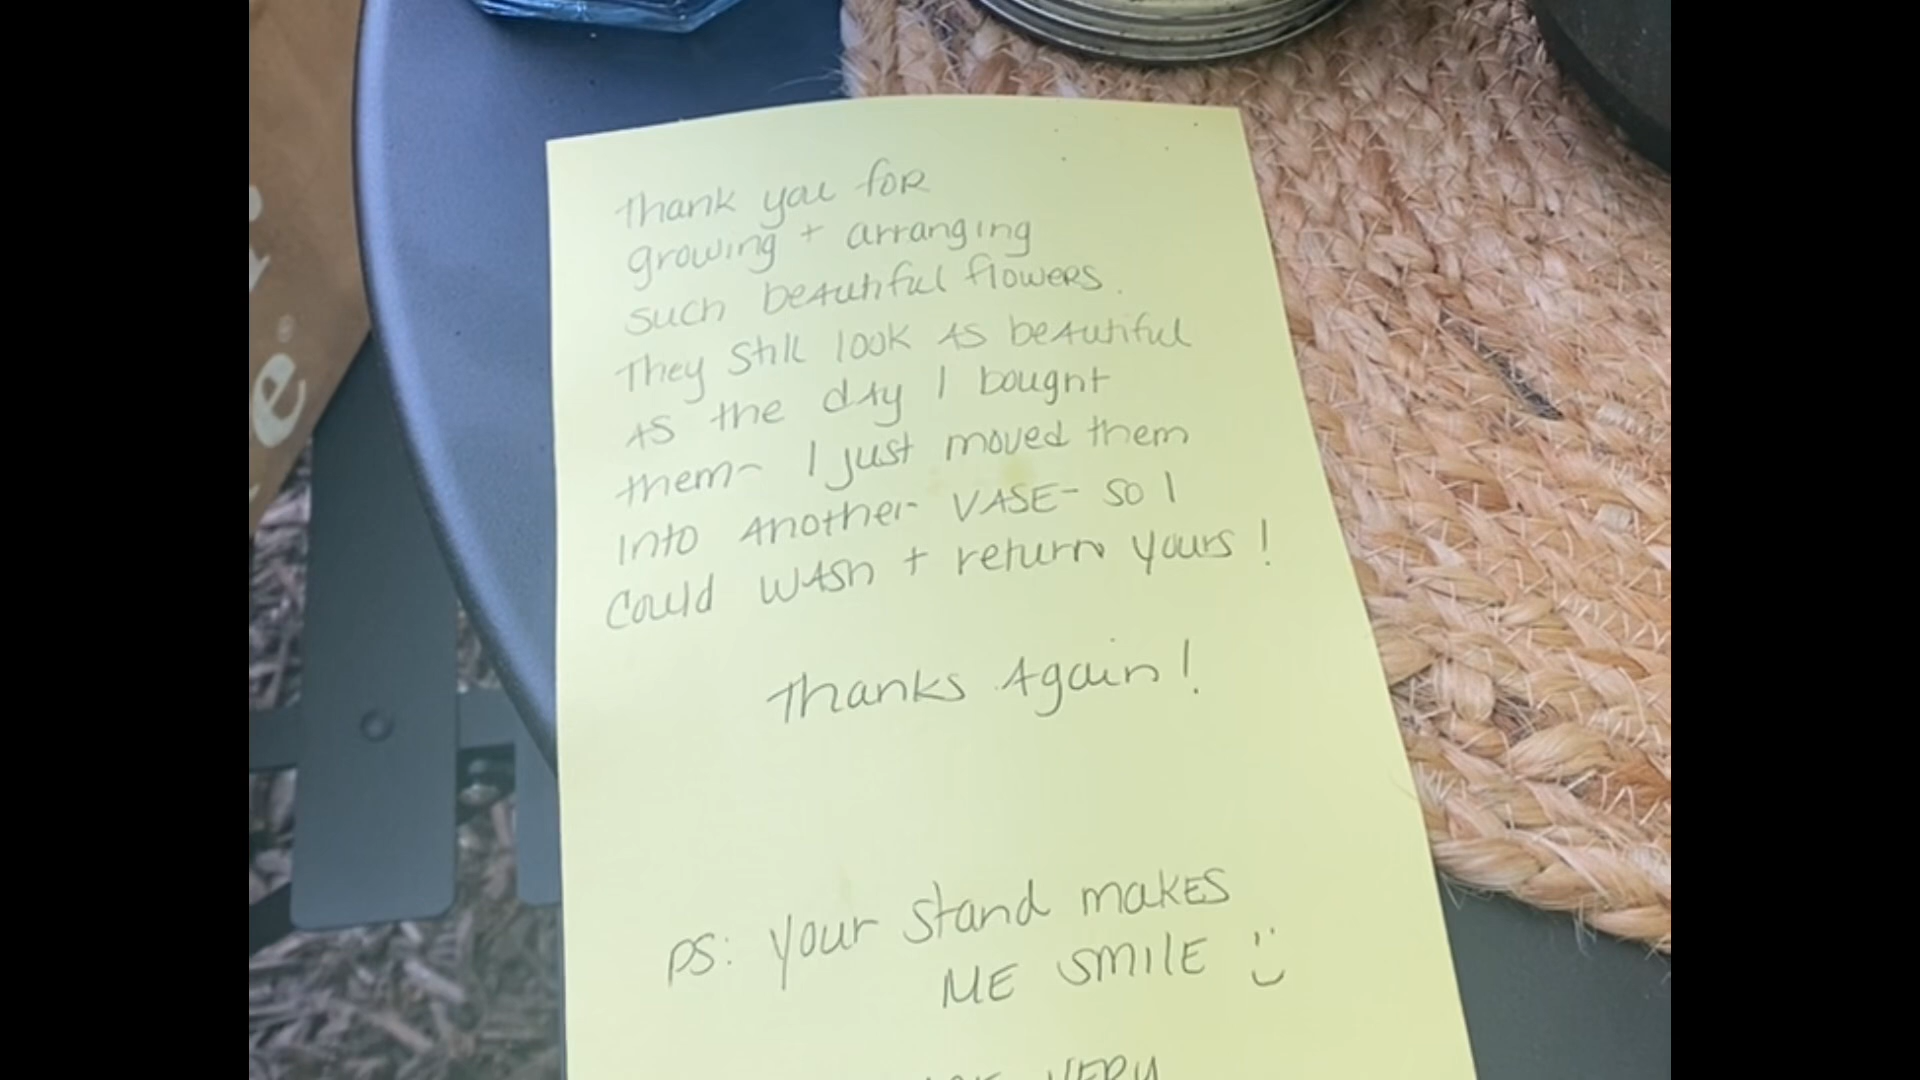 Thank you for
growing + arranging
such beautiful flowers.
They still look as beautiful
as the day I bought
them - I just moved them
into another VASE - so I
could wash + return yours!
Thanks Again!
PS: Your stand makes
ME SMILE :)
VERY
e®